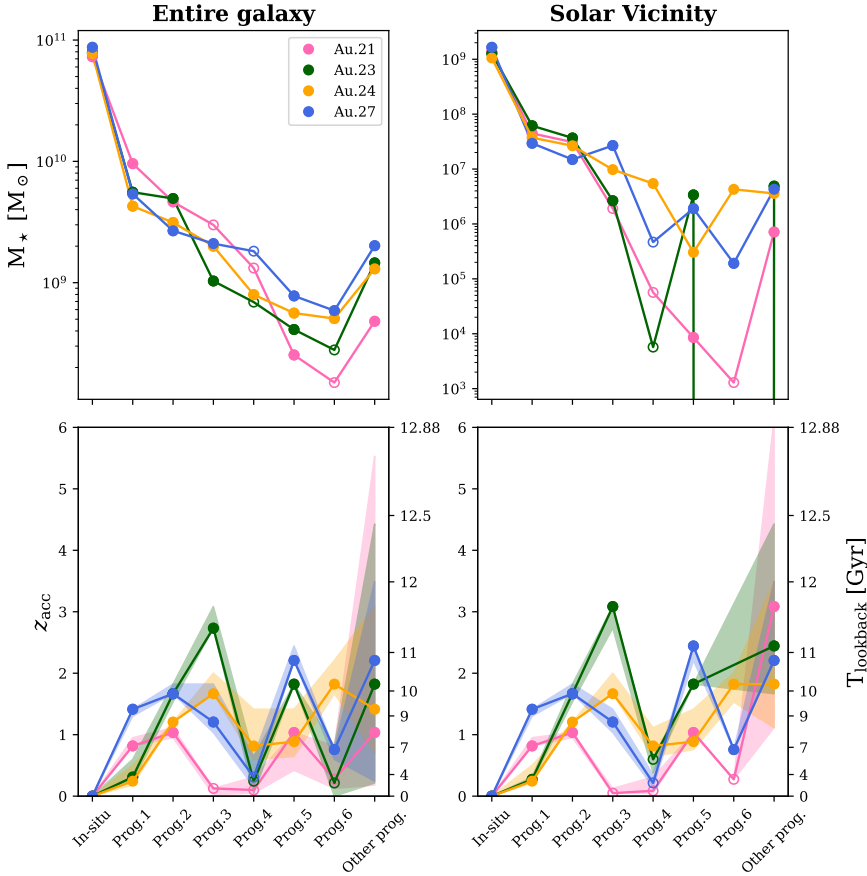 Entire galaxy
Solar Vicinity
Au.21
Au.23
Au.24
Au.27
M⋆ [M⊙]
10¹¹
10¹⁰
10⁹
10⁹
10⁸
10⁷
10⁶
10⁵
10⁴
10³
z_acc
6
5
4
3
2
1
0
12.88
12.5
12
11
10
9
7
4
0
6
5
4
3
2
1
0
12.88
12.5
12
11
10
9
7
4
0
T_lookback [Gyr]
In-situ
Prog.1
Prog.2
Prog.3
Prog.4
Prog.5
Prog.6
Other prog.
In-situ
Prog.1
Prog.2
Prog.3
Prog.4
Prog.5
Prog.6
Other prog.